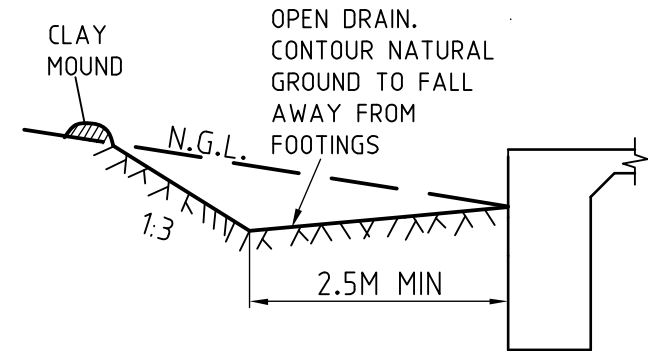 CLAY
MOUND
OPEN DRAIN.
CONTOUR NATURAL
GROUND TO FALL
AWAY FROM
FOOTINGS
N.G.L.
1:3
2.5M MIN